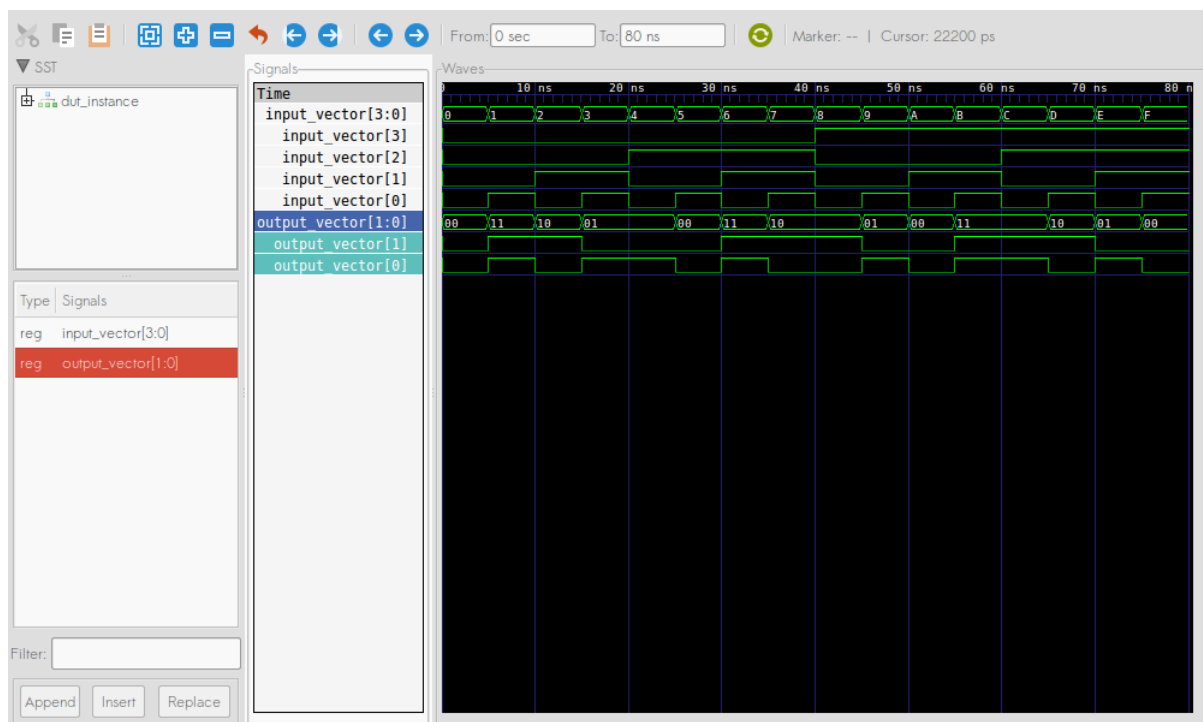 From: 0 sec To: 80 ns Marker: -- | Cursor: 22200 ps
SST
dut_instance
Type Signals
reg input_vector[3:0]
reg output_vector[1:0]
Filter:
Append Insert Replace
Signals
Time
input_vector[3:0]
input_vector[3]
input_vector[2]
input_vector[1]
input_vector[0]
output_vector[1:0]
output_vector[1]
output_vector[0]
Waves
10 ns 20 ns 30 ns 40 ns 50 ns 60 ns 70 ns 80 n
0 1 2 3 4 5 6 7 8 9 A B C D E F
00 11 10 01 00 11 10 01 00 11 10 01 00